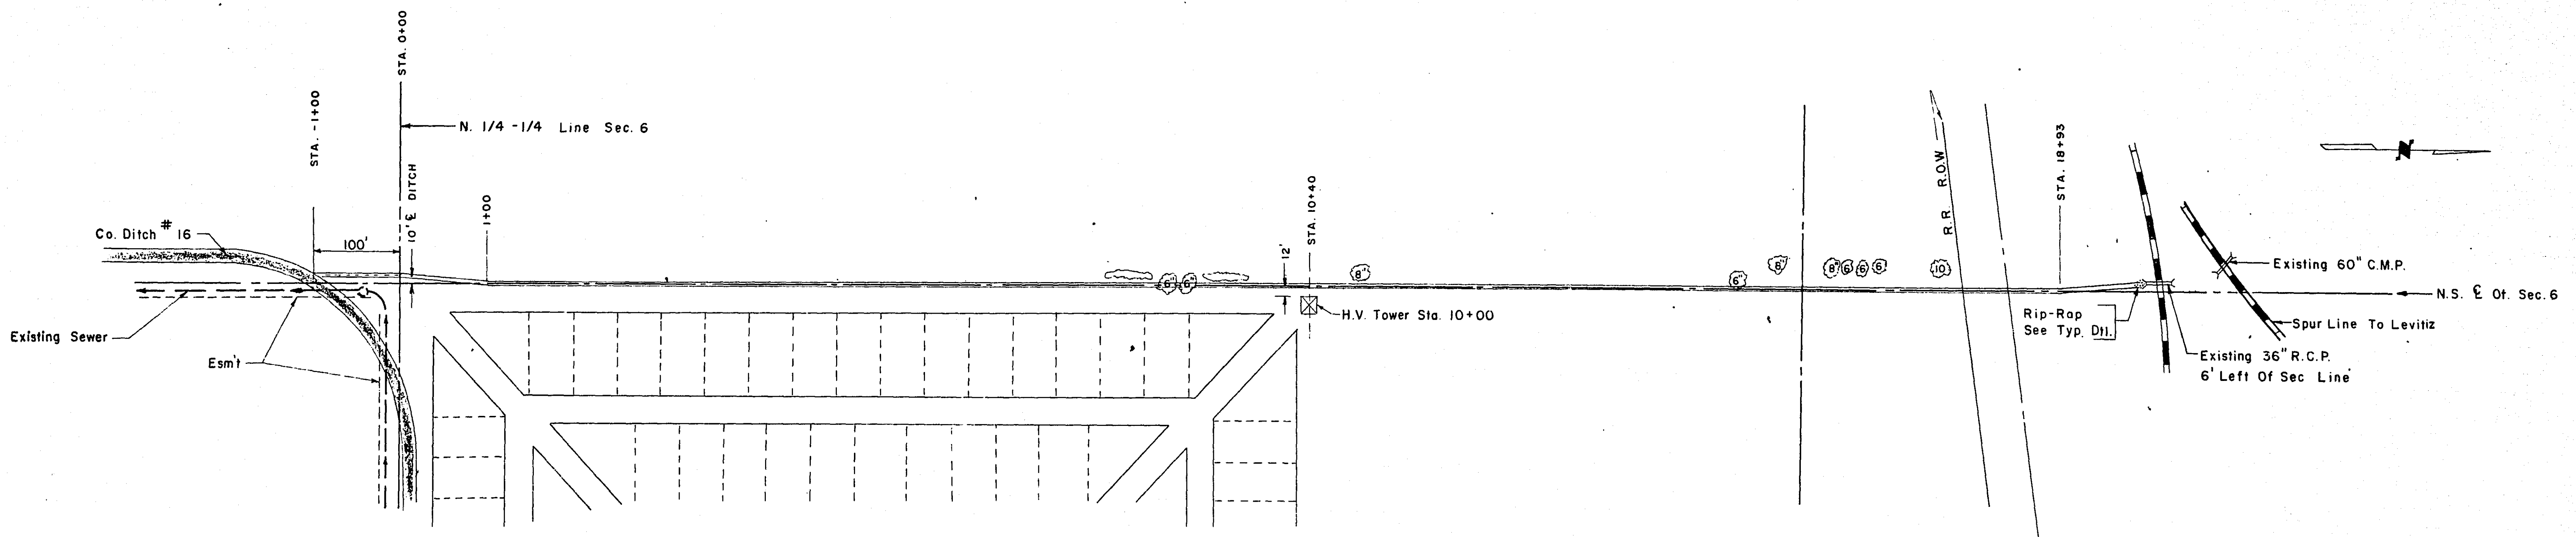 STA. -1+00
STA. 0+00
N. 1/4 -1/4 Line Sec. 6
10' ℄ DITCH
1+00
Co. Ditch # 16
100'
Existing Sewer
Esm't
6"
6"
12'
STA. 10+40
8"
H.V. Tower Sta. 10+00
6"
8"
8"
6
6
6
10
R.R. R.O.W
STA. 18+93
N
Existing 60" C.M.P.
N.S. ℄ Of. Sec. 6
Rip-Rap
See Typ. Dtl.
Spur Line To Levitiz
Existing 36" R.C.P.
6' Left Of Sec Line